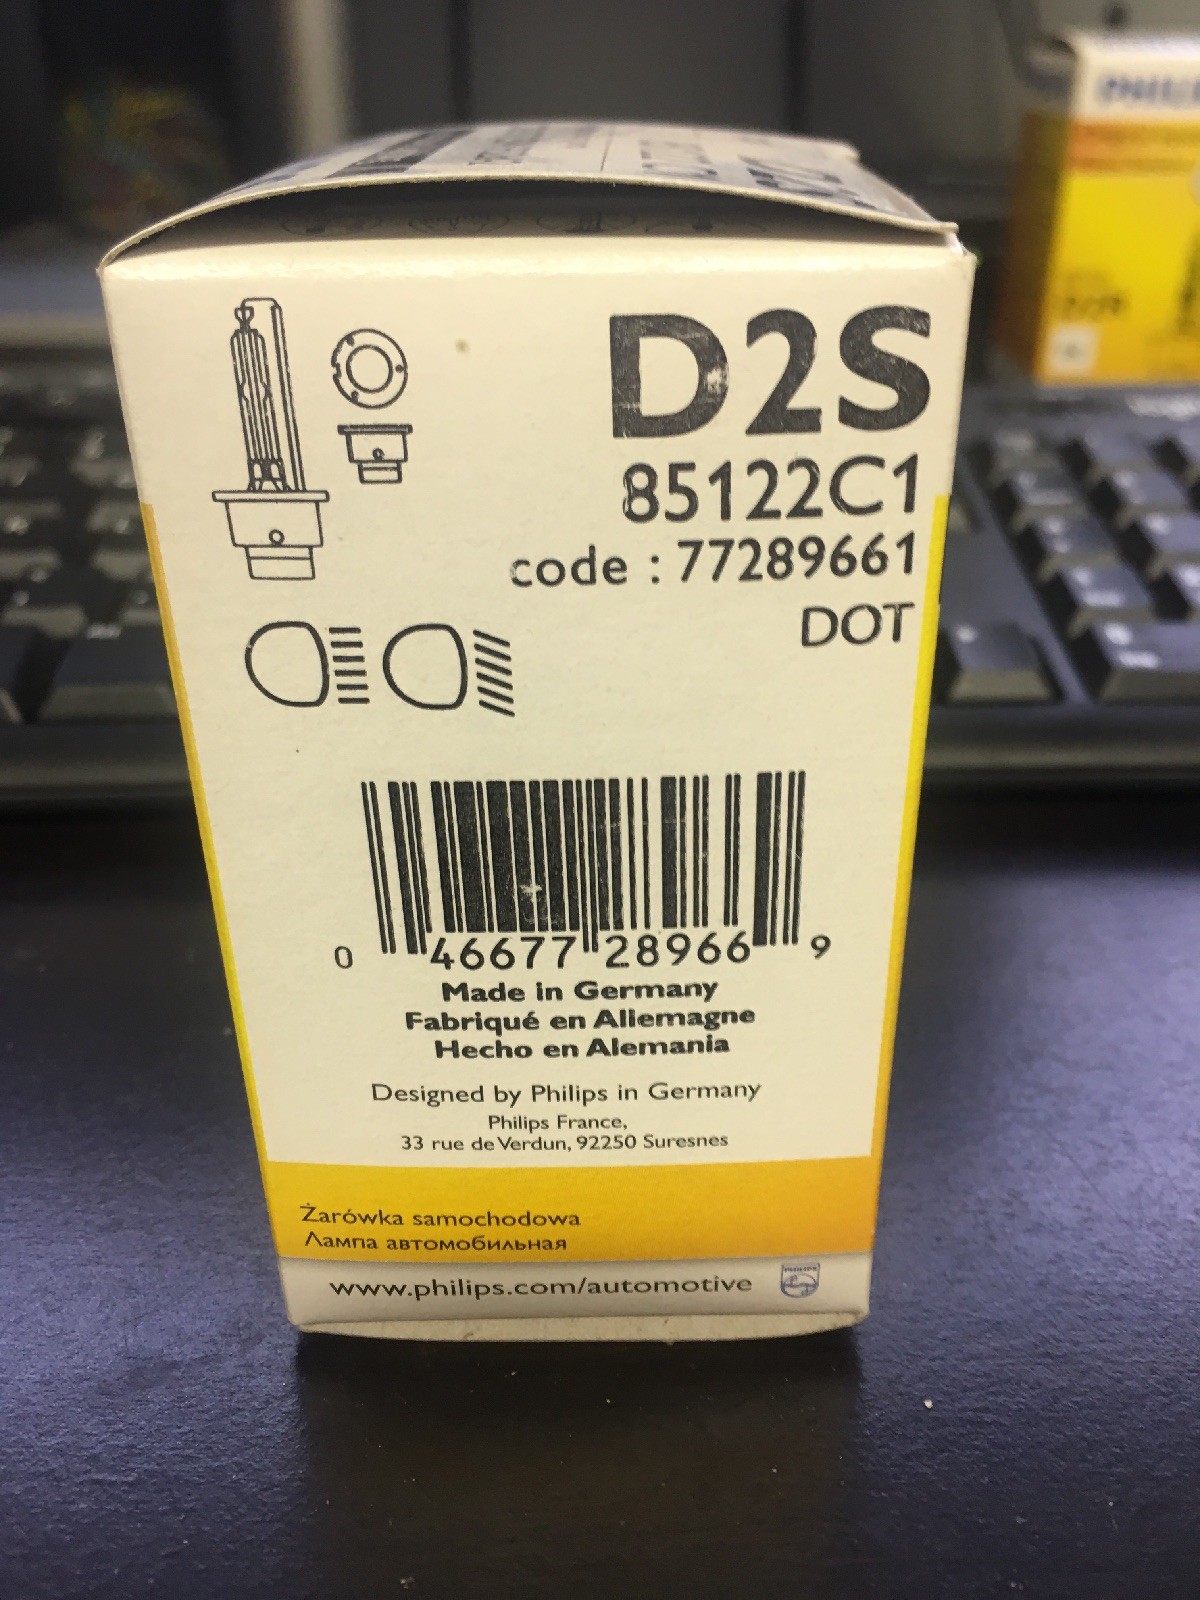 D2S
85122C1
code : 77289661
DOT
0 46677 28966 9
Made in Germany
Fabriqué en Allemagne
Hecho en Alemania
Designed by Philips in Germany
Philips France,
33 rue de Verdun, 92250 Suresnes
Żarówka samochodowa
Лампа автомобильная
www.philips.com/automotive
PHILIPS